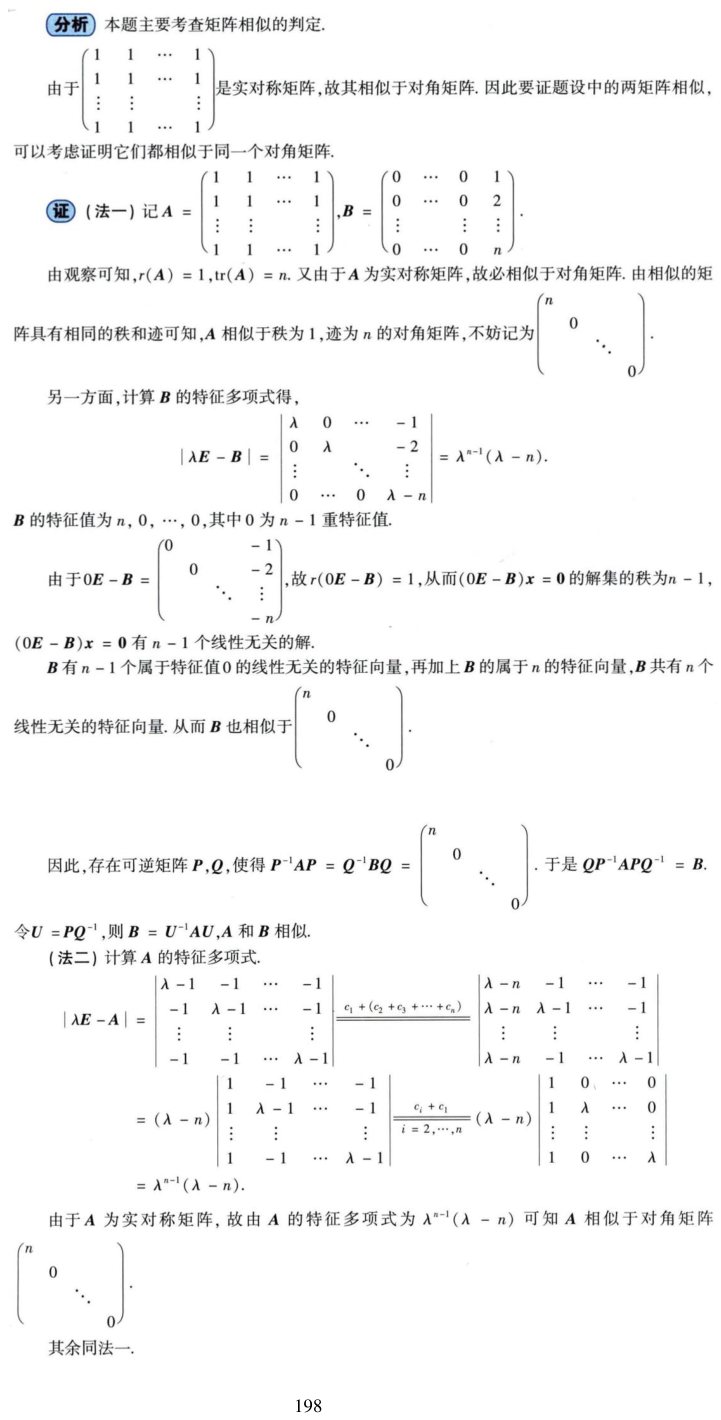 分析 本题主要考查矩阵相似的判定.
由于
1 1 … 1
1 1 … 1
⋮ ⋮ ⋮
1 1 … 1
是实对称矩阵,故其相似于对角矩阵. 因此要证题设中的两矩阵相似,
可以考虑证明它们都相似于同一个对角矩阵.
证 (法一) 记 A =
1 1 … 1
1 1 … 1
⋮ ⋮ ⋮
1 1 … 1
,B =
0 … 0 1
0 … 0 2
⋮ ⋮ ⋮
0 … 0 n
.
由观察可知,r(A) = 1,tr(A) = n. 又由于 A 为实对称矩阵,故必相似于对角矩阵. 由相似的矩
阵具有相同的秩和迹可知,A 相似于秩为 1,迹为 n 的对角矩阵,不妨记为
n
0
⋱
0
.
另一方面,计算 B 的特征多项式得,
|λE − B| =
λ 0 … −1
0 λ −2
⋮ ⋱ ⋮
0 … 0 λ − n
= λⁿ⁻¹(λ − n).
B 的特征值为 n, 0, …, 0,其中 0 为 n − 1 重特征值.
由于0E − B =
0 −1
0 −2
⋱ ⋮
−n
,故 r(0E − B) = 1,从而(0E − B)x = 0 的解集的秩为n − 1,
(0E − B)x = 0 有 n − 1 个线性无关的解.
B 有 n − 1 个属于特征值 0 的线性无关的特征向量,再加上 B 的属于 n 的特征向量,B 共有 n 个
线性无关的特征向量. 从而 B 也相似于
n
0
⋱
0
.
因此,存在可逆矩阵 P,Q,使得 P⁻¹AP = Q⁻¹BQ =
n
0
⋱
0
. 于是 QP⁻¹APQ⁻¹ = B.
令U = PQ⁻¹,则 B = U⁻¹AU,A 和 B 相似.
(法二) 计算 A 的特征多项式.
|λE − A| =
λ − 1 −1 … −1
−1 λ − 1 … −1
⋮ ⋮ ⋮
−1 −1 … λ − 1
c₁ + (c₂ + c₃ + ⋯ + cₙ)
λ − n −1 … −1
λ − n λ − 1 … −1
⋮ ⋮ ⋮
λ − n −1 … λ − 1
= (λ − n)
1 −1 … −1
1 λ − 1 … −1
⋮ ⋮ ⋮
1 −1 … λ − 1
cᵢ + c₁
i = 2,⋯,n
(λ − n)
1 0 … 0
1 λ … 0
⋮ ⋮ ⋮
1 0 … λ
= λⁿ⁻¹(λ − n).
由于 A 为实对称矩阵, 故由 A 的特征多项式为 λⁿ⁻¹(λ − n) 可知 A 相似于对角矩阵
n
0
⋱
0
.
其余同法一.
198